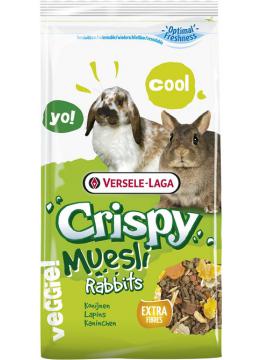 Optimal
Freshness
cool
yo!
VERSELE-LAGA
Crispy
Muesli
Rabbits
Konijnen
Lapins
Kaninchen
veggie!
EXTRA
FIBRES